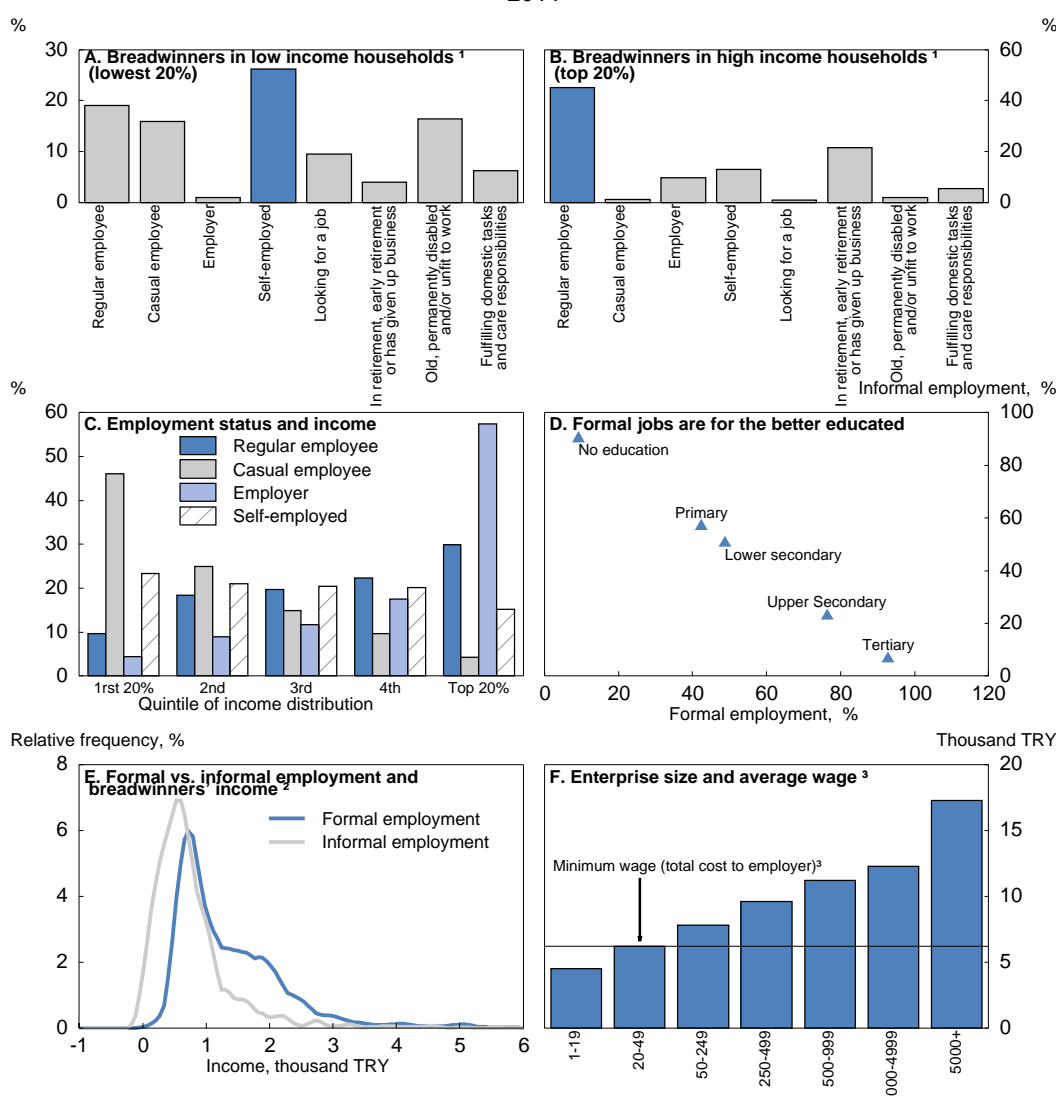 %
%
A. Breadwinners in low income households ¹
(lowest 20%)
30
20
10
0
Regular employee
Casual employee
Employer
Self-employed
Looking for a job
In retirement, early retirement
or has given up business
Old, permanently disabled
and/or unfit to work
Fulfilling domestic tasks
and care responsibilities
B. Breadwinners in high income households ¹
(top 20%)
60
40
20
0
Regular employee
Casual employee
Employer
Self-employed
Looking for a job
In retirement, early retirement
or has given up business
Old, permanently disabled
and/or unfit to work
Fulfilling domestic tasks
and care responsibilities
%
C. Employment status and income
Regular employee
Casual employee
Employer
Self-employed
60
50
40
30
20
10
0
1rst 20%
2nd
3rd
4th
Top 20%
Quintile of income distribution
Informal employment, %
D. Formal jobs are for the better educated
100
80
60
40
20
0
No education
Primary
Lower secondary
Upper Secondary
Tertiary
0
20
40
60
80
100
120
Formal employment, %
Relative frequency, %
E. Formal vs. informal employment and
breadwinners' income ²
Formal employment
Informal employment
8
6
4
2
0
-1
0
1
2
3
4
5
6
Income, thousand TRY
Thousand TRY
F. Enterprise size and average wage ³
Minimum wage (total cost to employer)³
20
15
10
5
0
1-19
20-49
50-249
250-499
500-999
000-4999
5000+